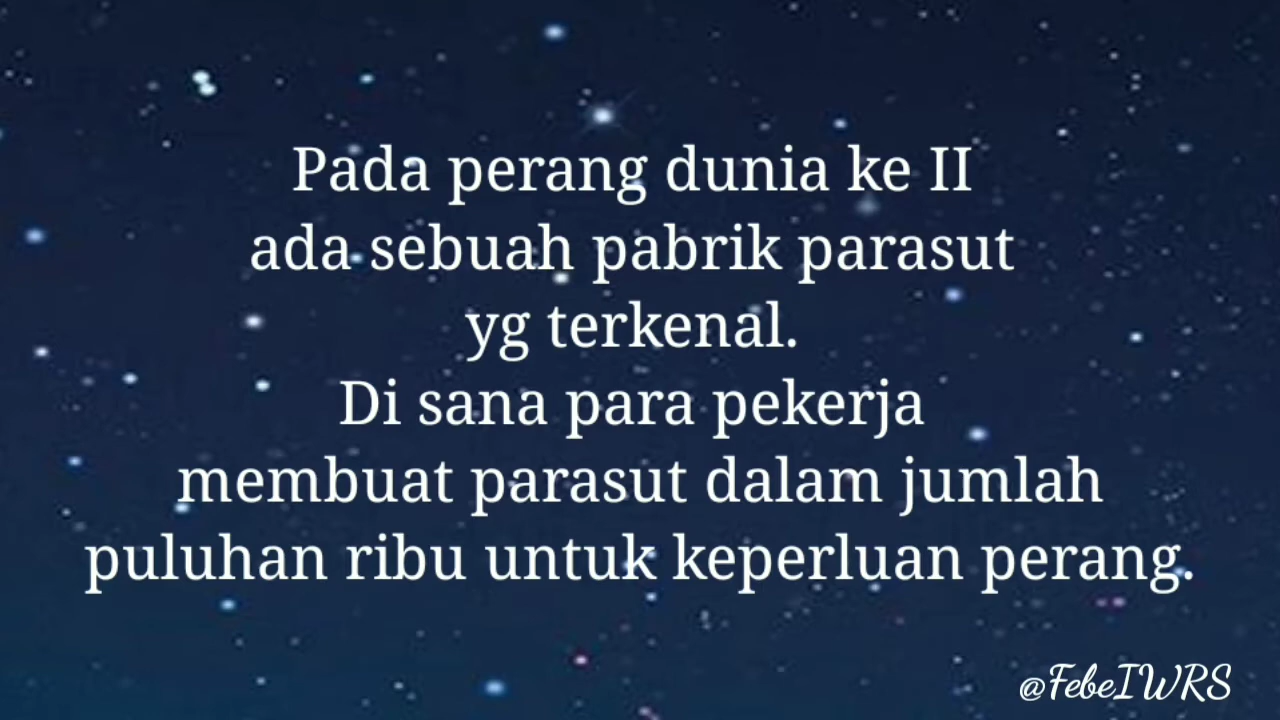 Pada perang dunia ke II
ada sebuah pabrik parasut
yg terkenal.
Di sana para pekerja
membuat parasut dalam jumlah
puluhan ribu untuk keperluan perang.
@FebeIWRS